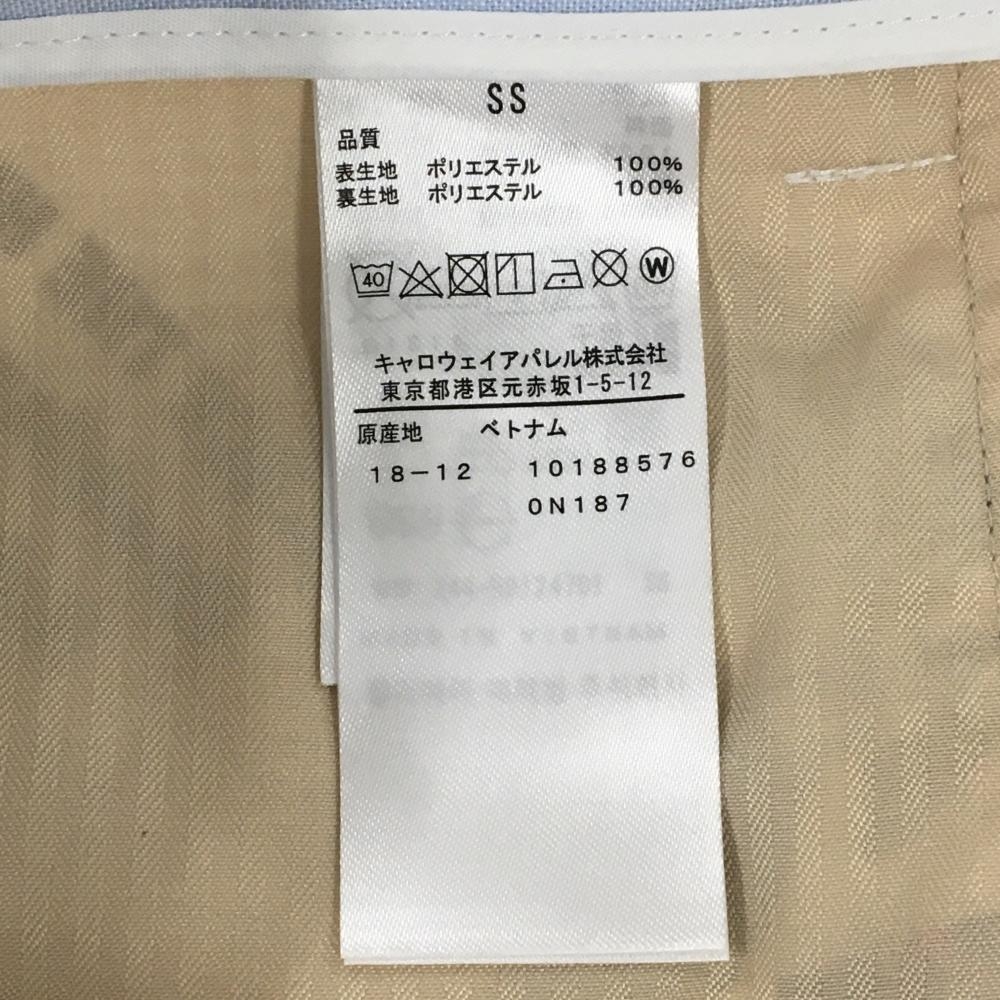 SS
品質
表生地 ポリエステル 100%
裏生地 ポリエステル 100%
40 W
キャロウェイアパレル株式会社
東京都港区元赤坂1-5-12
原産地 ベトナム
18-12 10188576
0N187